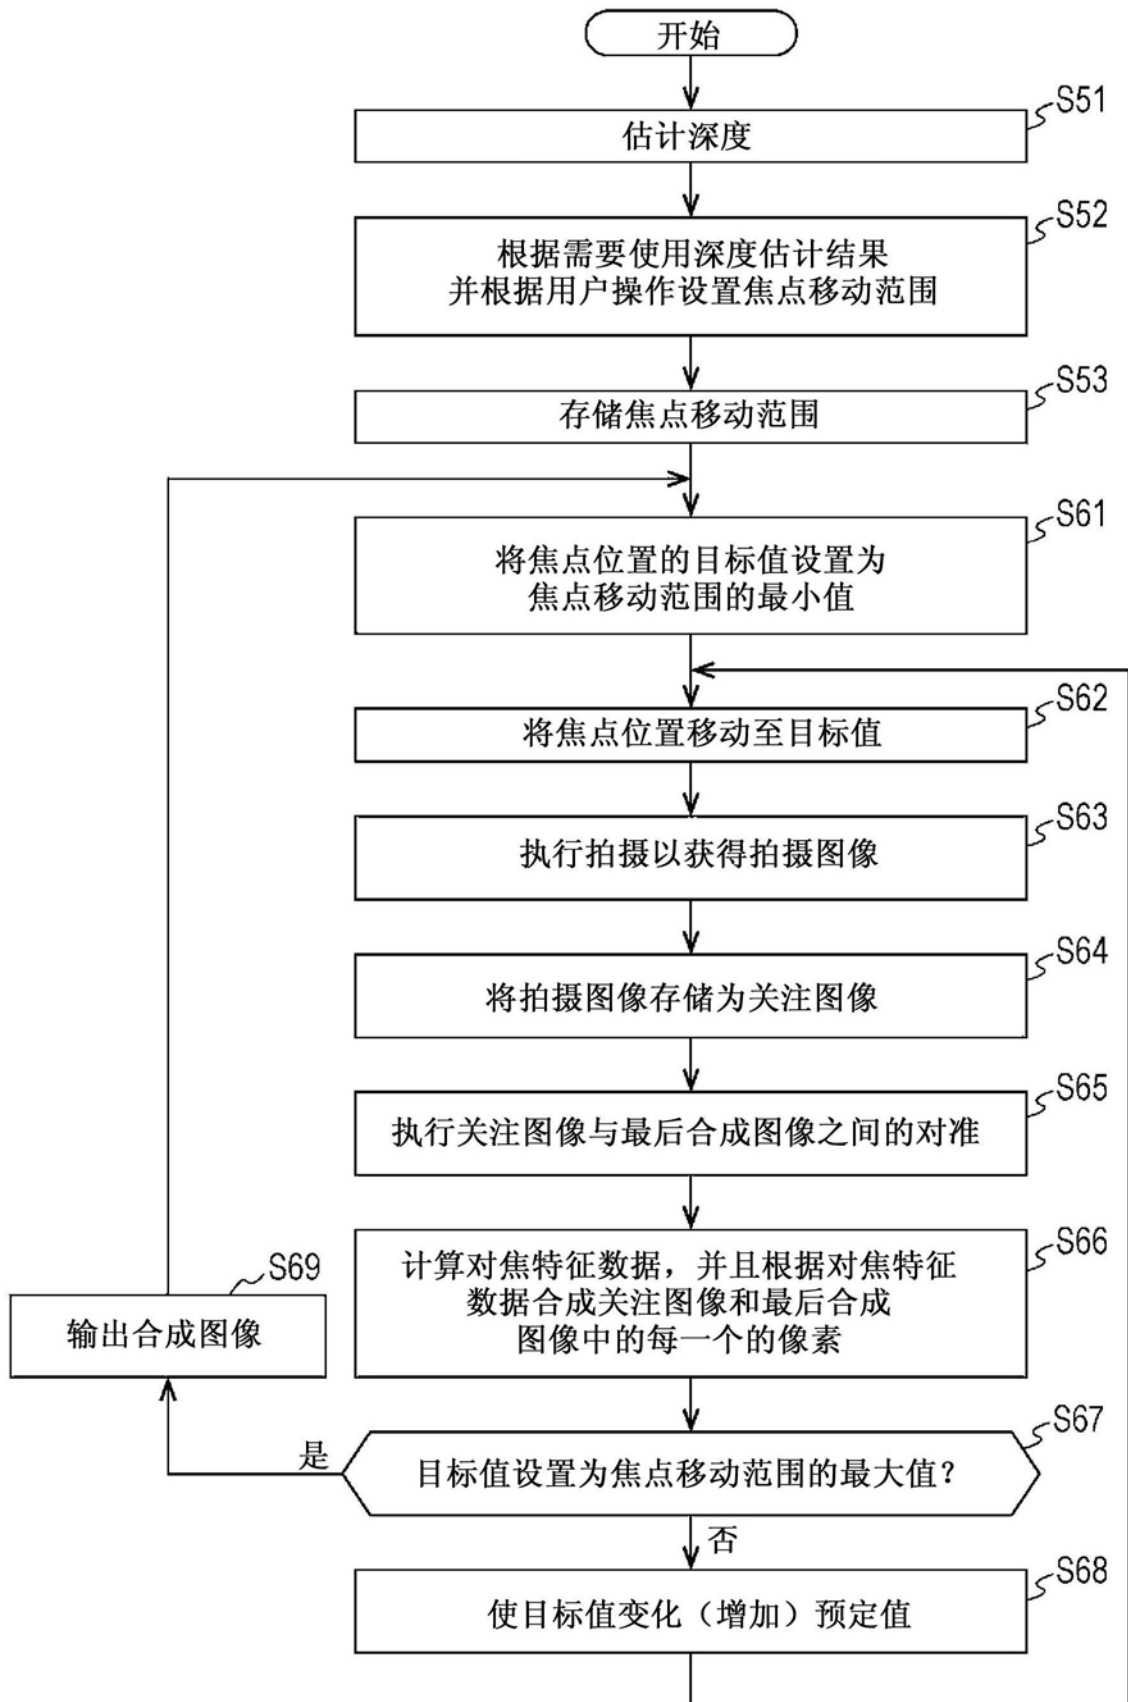 开始
S51
估计深度
S52
根据需要使用深度估计结果
并根据用户操作设置焦点移动范围
S53
存储焦点移动范围
S61
将焦点位置的目标值设置为
焦点移动范围的最小值
S62
将焦点位置移动至目标值
S63
执行拍摄以获得拍摄图像
S64
将拍摄图像存储为关注图像
S65
执行关注图像与最后合成图像之间的对准
S66
计算对焦特征数据，并且根据对焦特征
数据合成关注图像和最后合成
图像中的每一个的像素
S69
输出合成图像
S67
是
目标值设置为焦点移动范围的最大值？
否
S68
使目标值变化（增加）预定值